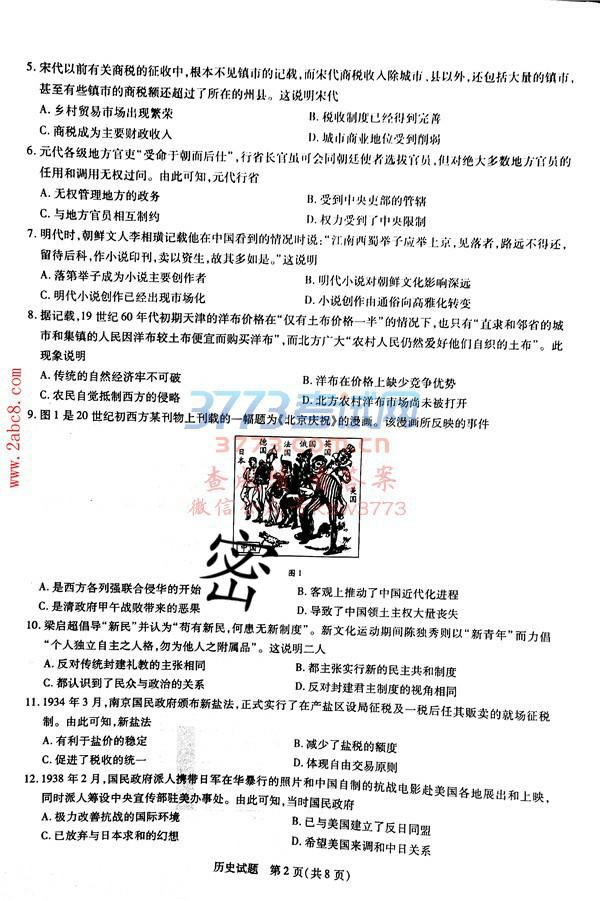 5. 宋代以前有关商税的征收中，根本不见镇市的记载，而宋代商税收入除城市、县以外，还包括大量的镇市，
甚至有些镇市的商税额还超过了所在的州县。这说明宋代
A. 乡村贸易市场出现繁荣 B. 税收制度已经得到完善
C. 商税成为主要财政收入 D. 城市商业地位受到削弱
6. 元代各级地方官吏“受命于朝而后仕”，行省长官虽可会同朝廷使者选拔官员，但对绝大多数地方官员的
任用和调用无权过问。由此可知，元代行省
A. 无权管理地方的政务 B. 受到中央吏部的管辖
C. 与地方官员相互制约 D. 权力受到了中央限制
7. 明代时，朝鲜文人李相璜记载他在中国看到的情况时说：“江南西蜀举子应举上京，见落者，路远不得还，
留待后科，作小说印刊，卖以资生，故其多如是。”这说明
A. 落第举子成为小说主要创作者 B. 明代小说对朝鲜文化影响深远
C. 明代小说创作已经出现市场化 D. 小说创作由通俗向高雅化转变
8. 据记载，19 世纪 60 年代初期天津的洋布价格在“仅有土布价格一半”的情况下，也只有“直隶和邻省的城
市和集镇的人民因洋布较土布便宜而购买洋布”，而北方广大“农村人民仍然爱好他们自织的土布”。此
现象说明
A. 传统的自然经济牢不可破 B. 洋布在价格上缺少竞争优势
C. 农民自觉抵制西方的侵略 D. 北方农村洋布市场尚未被打开
9. 图 1 是 20 世纪初西方某刊物上刊载的一幅题为《北京庆祝》的漫画。该漫画所反映的事件
德国 法国 俄国 英国
日本
美国
中国
图 1
A. 是西方各列强联合侵华的开始 B. 客观上推动了中国近代化进程
C. 是清政府甲午战败带来的恶果 D. 导致了中国领土主权大量丧失
10. 梁启超倡导“新民”并认为“苟有新民，何患无新制度”。新文化运动期间陈独秀则以“新青年”而力倡
“个人独立自主之人格，勿为他人之附属品”。这说明二人
A. 反对传统封建礼教的主张相同 B. 都主张实行新的民主共和制度
C. 都认识到了民众与政治的关系 D. 反对封建君主制度的视角相同
11. 1934 年 3 月，南京国民政府颁布新盐法，正式实行了在产盐区设局征税及一税后任其贩卖的就场征税
制。由此可知，新盐法
A. 有利于盐价的稳定 B. 减少了盐税的额度
C. 促进了税收的统一 D. 体现自由交易原则
12. 1938 年 2 月，国民政府派人携带日军在华暴行的照片和中国自制的抗战电影赴美国各地展出和上映，
同时派人筹设中央宣传部驻美办事处。由此可知，当时国民政府
A. 极力改善抗战的国际环境 B. 已与美国建立了反日同盟
C. 已放弃与日本求和的幻想 D. 希望美国来调和中日关系
历史试题 第 2 页（共 8 页）
密
www.2abc8.com
3773考试网
3773.com